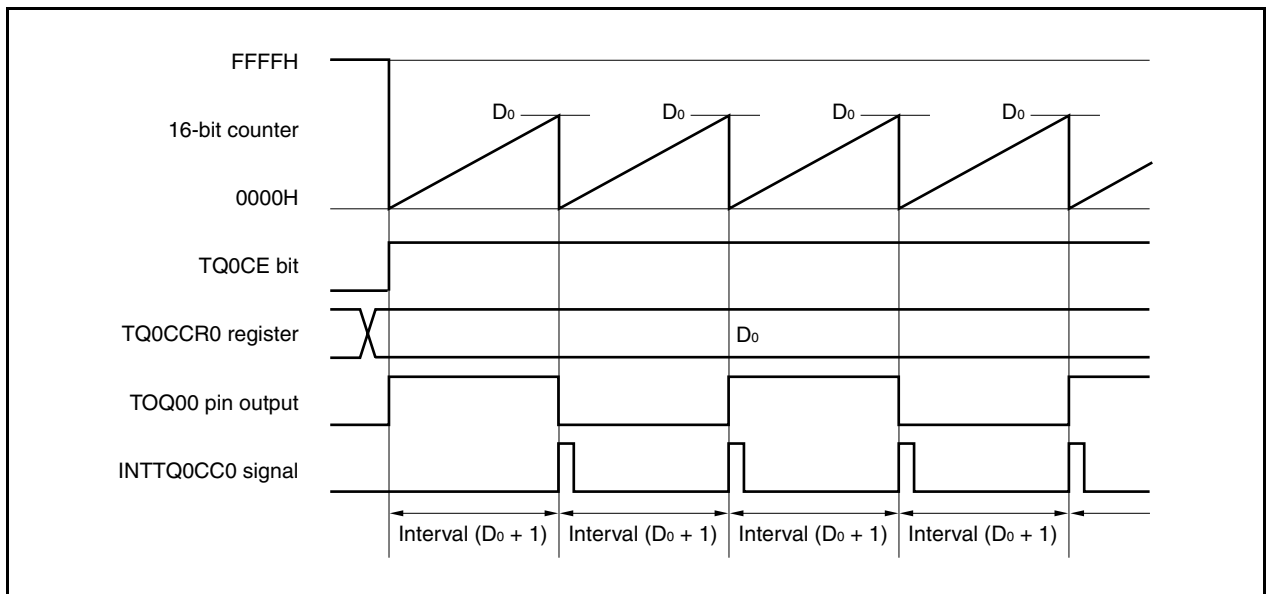 FFFFH
D0 D0 D0 D0
16-bit counter
0000H
TQ0CE bit
TQ0CCR0 register
D0
TOQ00 pin output
INTTQ0CC0 signal
Interval (D0 + 1) Interval (D0 + 1) Interval (D0 + 1) Interval (D0 + 1)